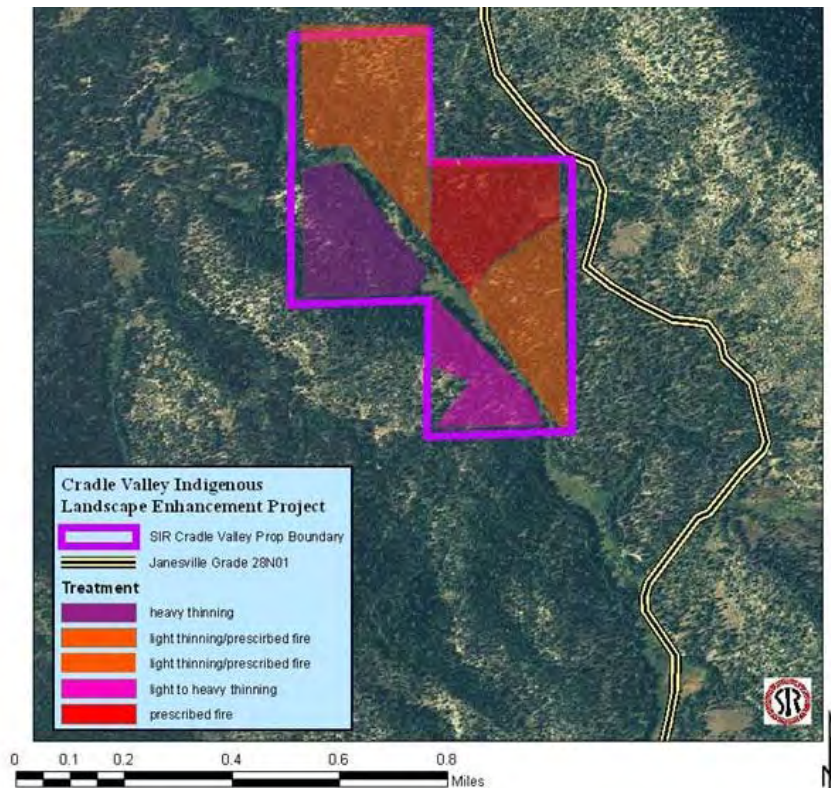 Cradle Valley Indigenous
Landscape Enhancement Project
SIR Cradle Valley Prop Boundary
Janesville Grade 28N01
Treatment
heavy thinning
light thinning/prescirbed fire
light thinning/prescribed fire
light to heavy thinning
prescribed fire
SIR
0 0.1 0.2 0.4 0.6 0.8
Miles
N